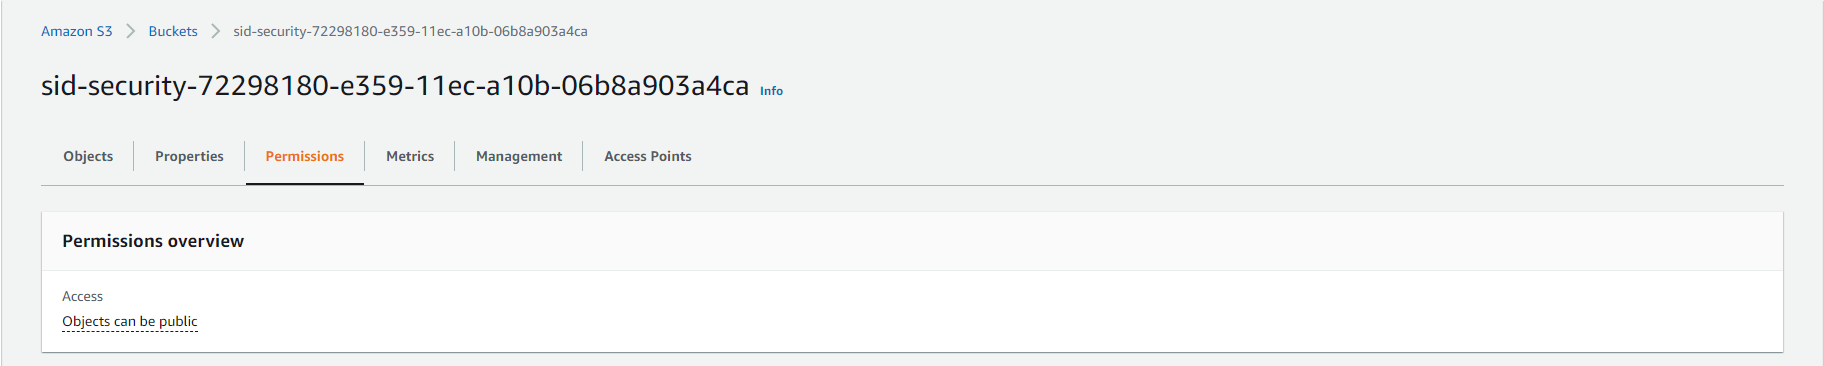 Amazon S3 Buckets sid-security-72298180-e359-11ec-a10b-06b8a903a4ca
sid-security-72298180-e359-11ec-a10b-06b8a903a4ca Info
Objects Properties Permissions Metrics Management Access Points
Permissions overview
Access
Objects can be public